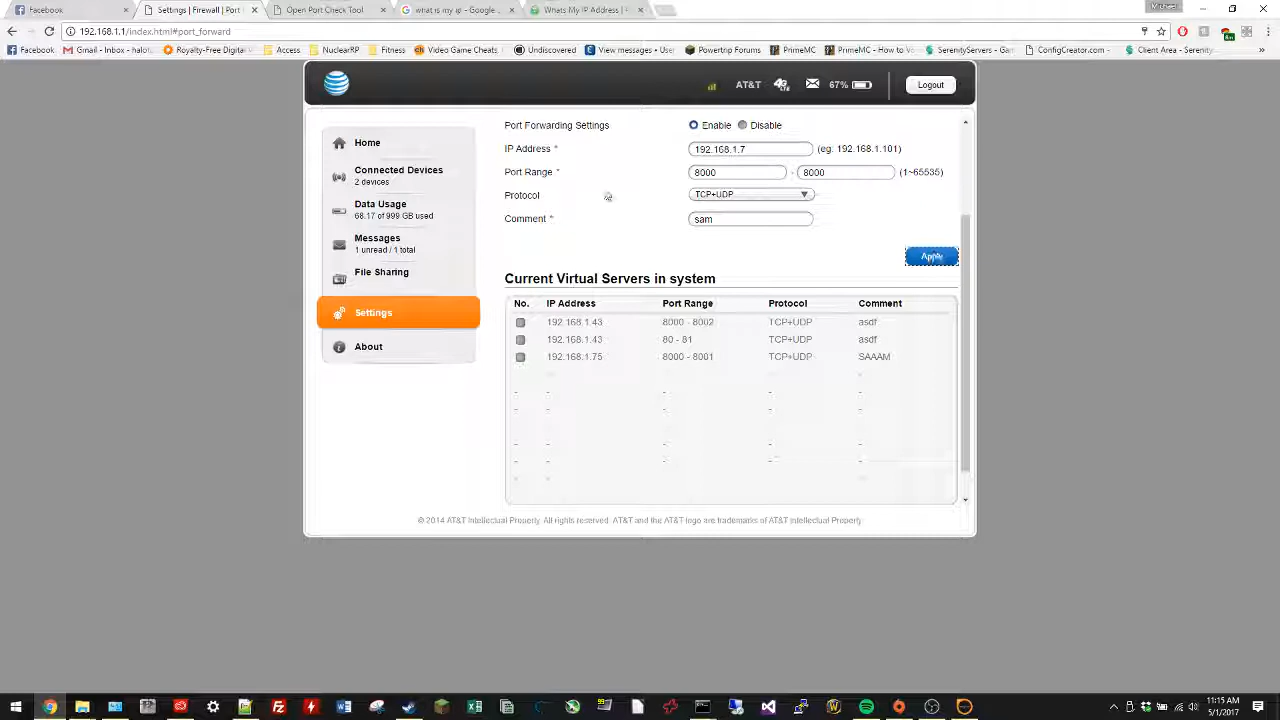 Facebook
Settings | Firewall | Port
Open Port Check Tool
what is my ip - Google
Whats My IP Address |
192.168.1.1/index.html#port_forward
Facebook
Gmail - Inbox - halon
Royalty-Free Digital
Access
NuclearRP
Fitness
Video Game Cheats
Undiscovered
View messages • User
Powertrip Forums
PrimeMC
PrimeMC - How to Vo
SerenityServers - Gam
ConfigCreator.com
Client Area - Serenity
»
AT&T
4G LTE
67%
Logout
Home
Connected Devices
2 devices
Data Usage
68.17 of 999 GB used
Messages
1 unread / 1 total
File Sharing
Settings
About
Port Forwarding Settings
Enable
Disable
IP Address *
192.168.1.7
(eg: 192.168.1.101)
Port Range *
8000
-
8000
(1~65535)
Protocol
TCP+UDP
Comment *
sam
Apply
Current Virtual Servers in system
No. IP Address Port Range Protocol Comment
192.168.1.43 8000 - 8002 TCP+UDP asdf
192.168.1.43 80 - 81 TCP+UDP asdf
192.168.1.75 8000 - 8001 TCP+UDP SAAAM
- - - - -
- - - - -
- - - - -
- - - - -
- - - - -
© 2014 AT&T Intellectual Property. All rights reserved. AT&T and the AT&T logo are trademarks of AT&T Intellectual Property
11:15 AM
5/1/2017